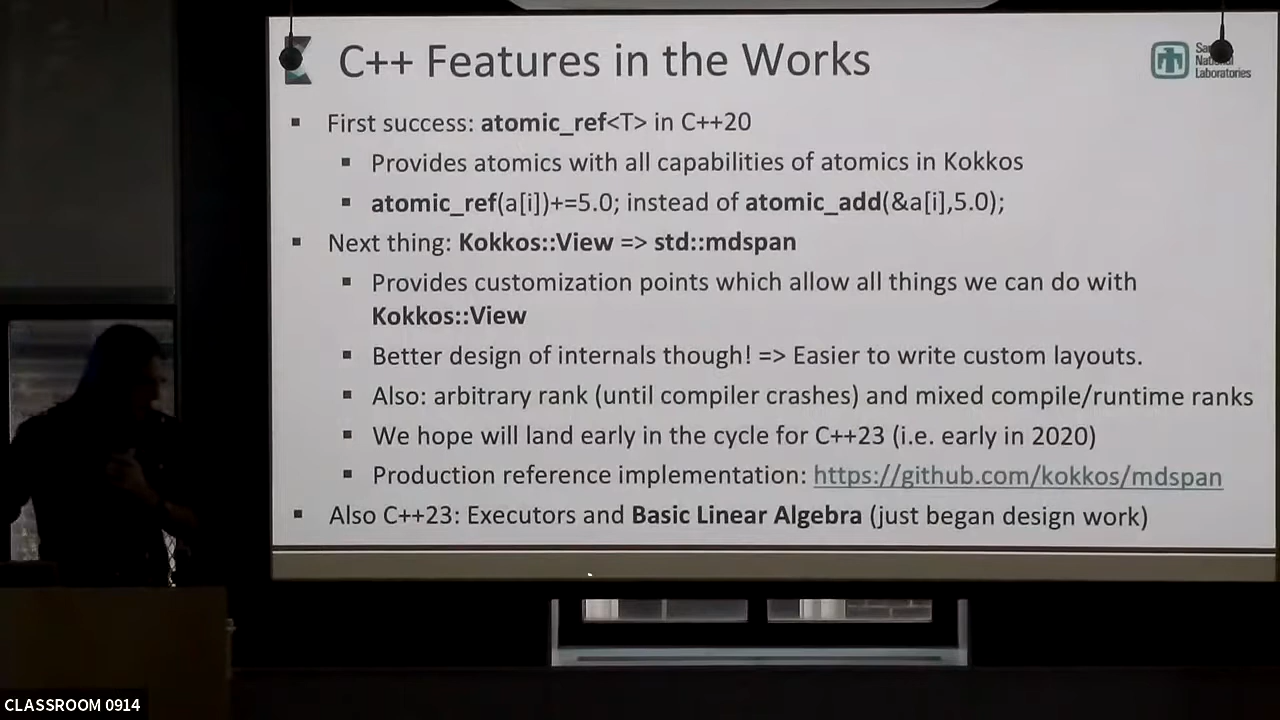 C++ Features in the Works
National
Laboratories
▪ First success: atomic_ref<T> in C++20
▪ Provides atomics with all capabilities of atomics in Kokkos
▪ atomic_ref(a[i])+=5.0; instead of atomic_add(&a[i],5.0);
▪ Next thing: Kokkos::View => std::mdspan
▪ Provides customization points which allow all things we can do with
Kokkos::View
▪ Better design of internals though! => Easier to write custom layouts.
▪ Also: arbitrary rank (until compiler crashes) and mixed compile/runtime ranks
▪ We hope will land early in the cycle for C++23 (i.e. early in 2020)
▪ Production reference implementation: https://github.com/kokkos/mdspan
▪ Also C++23: Executors and Basic Linear Algebra (just began design work)
CLASSROOM 0914